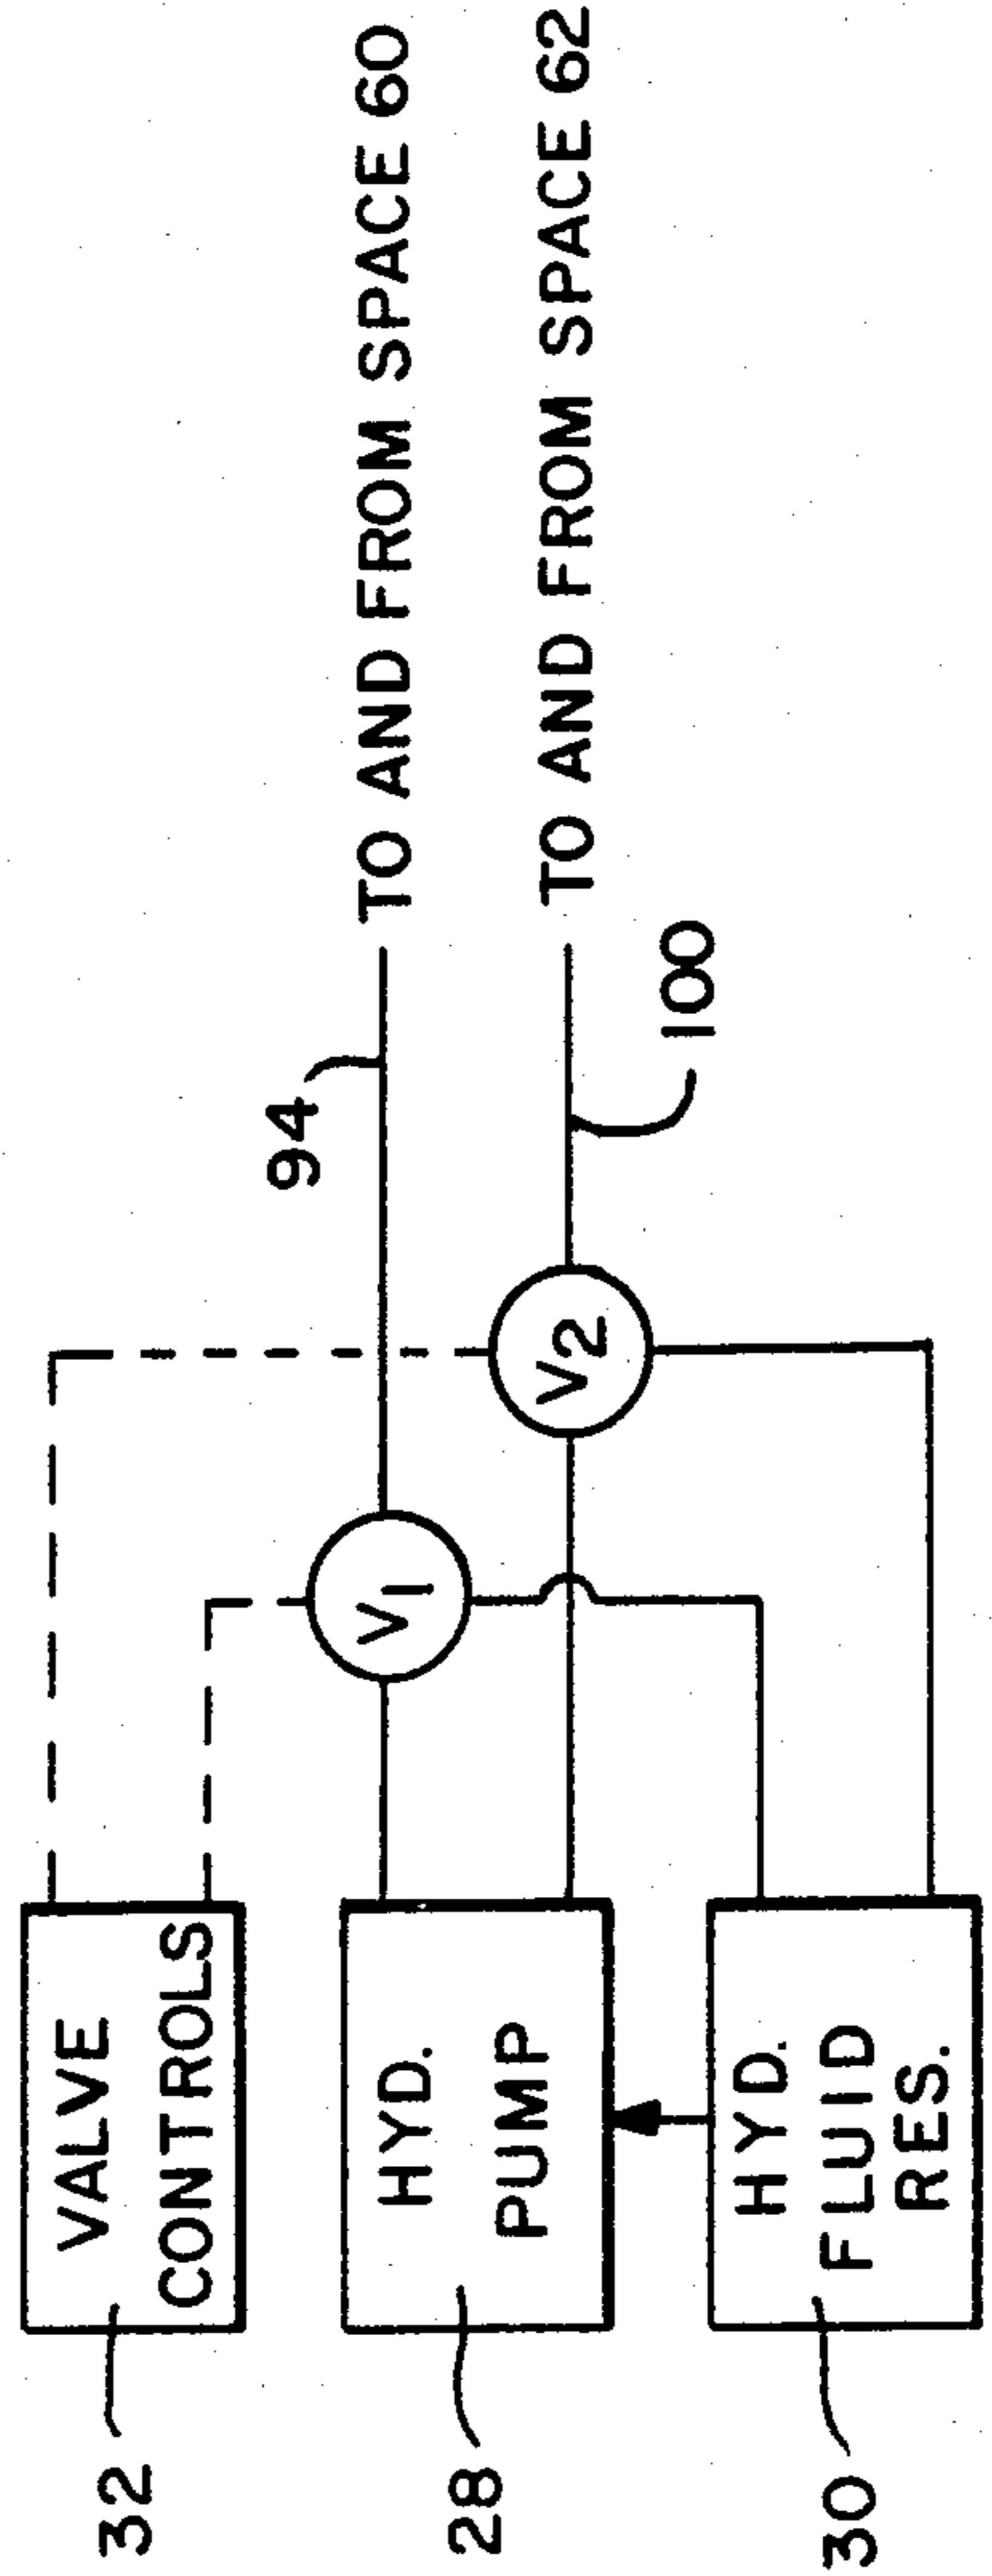 32
VALVE
CONTROLS
28
HYD.
PUMP
30
HYD.
FLUID
RES.
V1
V2
94
TO AND FROM SPACE 60
100
TO AND FROM SPACE 62